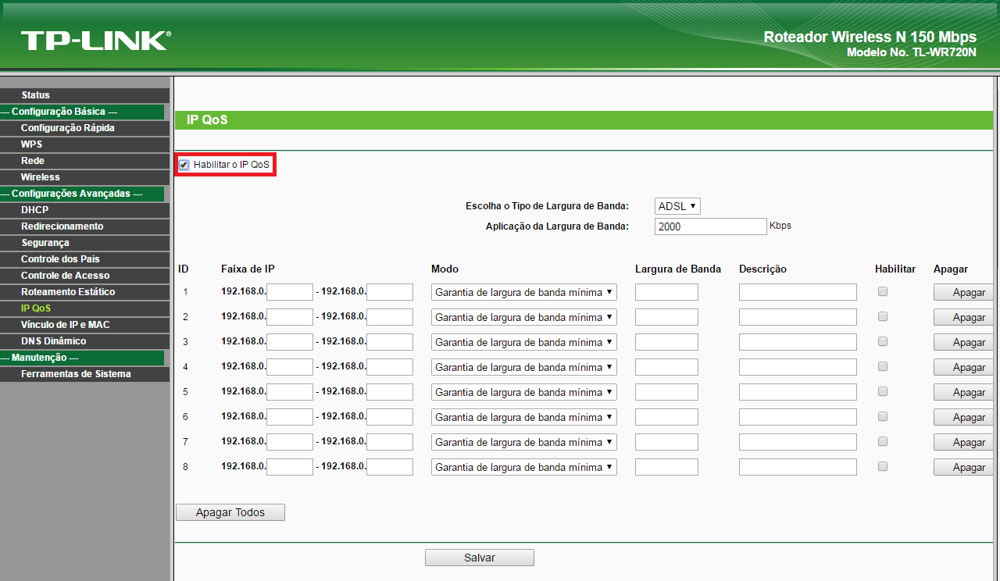 TP-LINK®
Roteador Wireless N 150 Mbps
Modelo No. TL-WR720N
Status
--- Configuração Básica ---
Configuração Rápida
WPS
Rede
Wireless
--- Configurações Avançadas ---
DHCP
Redirecionamento
Segurança
Controle dos Pais
Controle de Acesso
Roteamento Estático
IP QoS
Vínculo de IP e MAC
DNS Dinâmico
--- Manutenção ---
Ferramentas de Sistema
IP QoS
Habilitar o IP QoS
Escolha o Tipo de Largura de Banda: ADSL
Aplicação da Largura de Banda: 2000 Kbps
ID Faixa de IP Modo Largura de Banda Descrição Habilitar Apagar
1 192.168.0. - 192.168.0. Garantia de largura de banda mínima Apagar
2 192.168.0. - 192.168.0. Garantia de largura de banda mínima Apagar
3 192.168.0. - 192.168.0. Garantia de largura de banda mínima Apagar
4 192.168.0. - 192.168.0. Garantia de largura de banda mínima Apagar
5 192.168.0. - 192.168.0. Garantia de largura de banda mínima Apagar
6 192.168.0. - 192.168.0. Garantia de largura de banda mínima Apagar
7 192.168.0. - 192.168.0. Garantia de largura de banda mínima Apagar
8 192.168.0. - 192.168.0. Garantia de largura de banda mínima Apagar
Apagar Todos
Salvar